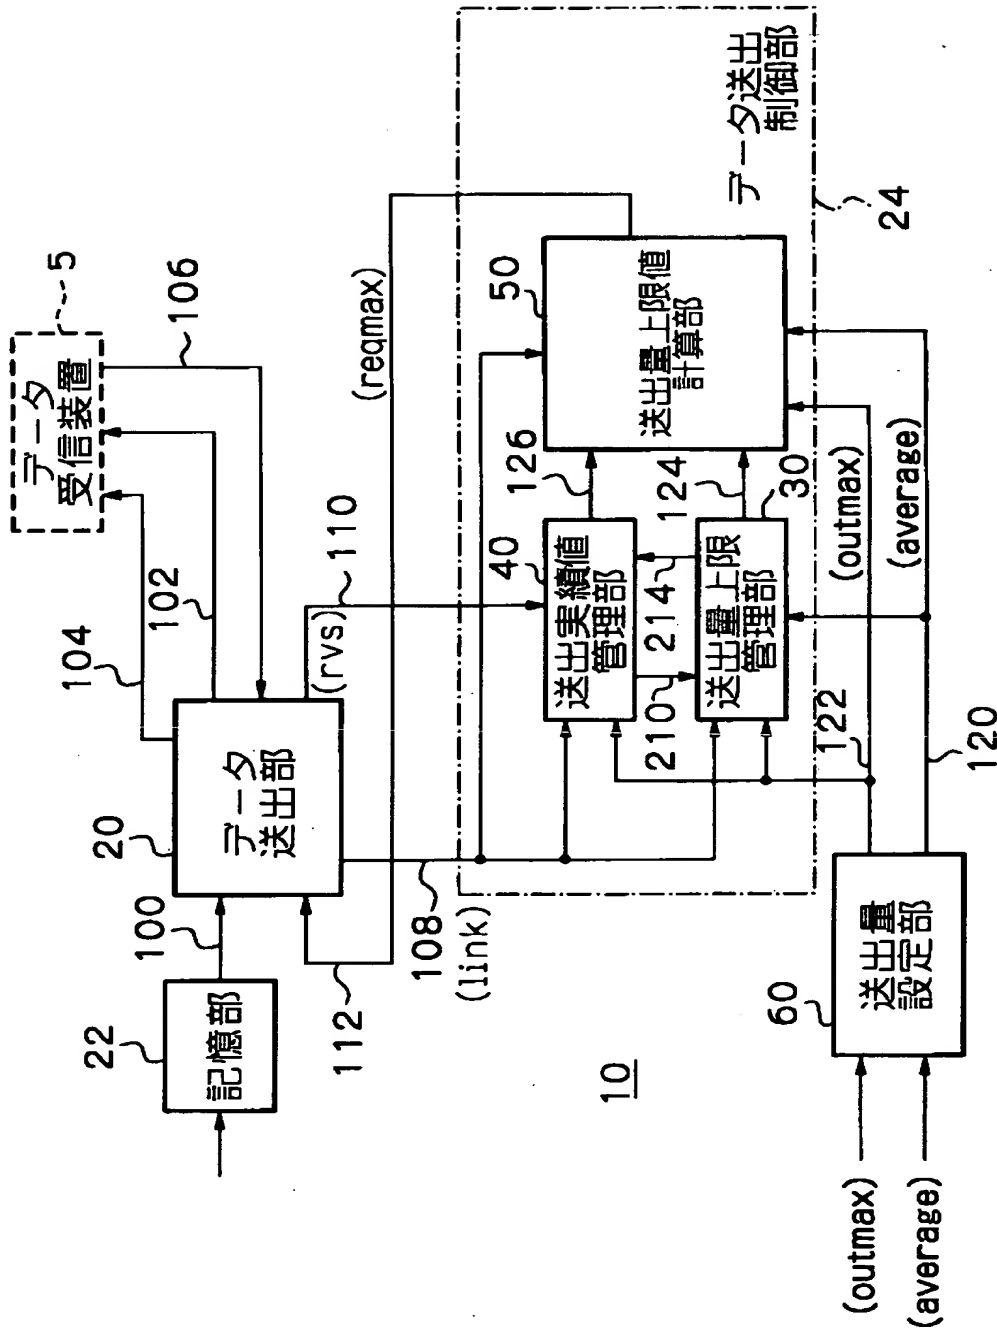 データ
受信装置
5
106
102
104
22
記憶部
100
20
データ
送出部
112
108
(link)
(rvs)
110
(reqmax)
データ送出
制御部
24
40
送出実績値
管理部
210
214
送出量上限
管理部
30
126
124
50
送出量上限値
計算部
(outmax)
(average)
122
120
10
60
送出量
設定部
(outmax)
(average)